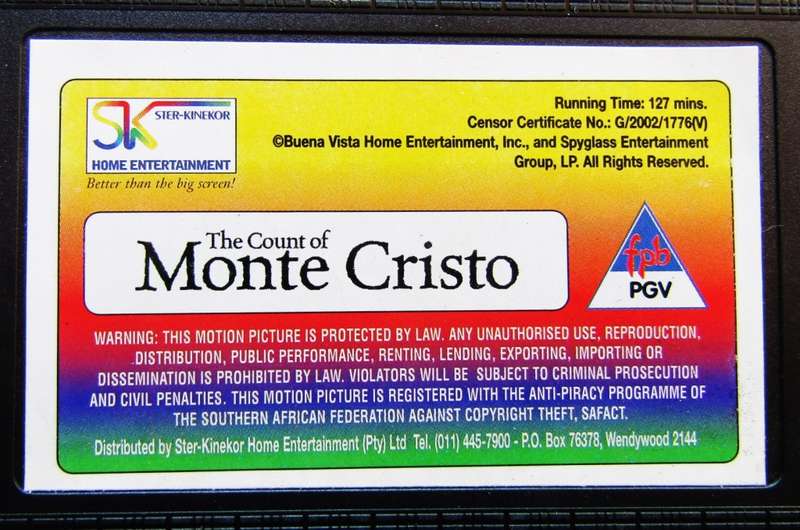 SK STER-KINEKOR
HOME ENTERTAINMENT
Better than the big screen!
Running Time: 127 mins.
Censor Certificate No.: G/2002/1776(V)
©Buena Vista Home Entertainment, Inc., and Spyglass Entertainment
Group, LP. All Rights Reserved.
The Count of
Monte Cristo
fpb
PGV
WARNING: THIS MOTION PICTURE IS PROTECTED BY LAW. ANY UNAUTHORISED USE, REPRODUCTION,
DISTRIBUTION, PUBLIC PERFORMANCE, RENTING, LENDING, EXPORTING, IMPORTING OR
DISSEMINATION IS PROHIBITED BY LAW. VIOLATORS WILL BE SUBJECT TO CRIMINAL PROSECUTION
AND CIVIL PENALTIES. THIS MOTION PICTURE IS REGISTERED WITH THE ANTI-PIRACY PROGRAMME OF
THE SOUTHERN AFRICAN FEDERATION AGAINST COPYRIGHT THEFT, SAFACT.
Distributed by Ster-Kinekor Home Entertainment (Pty) Ltd Tel. (011) 445-7900 - P.O. Box 76378, Wendywood 2144